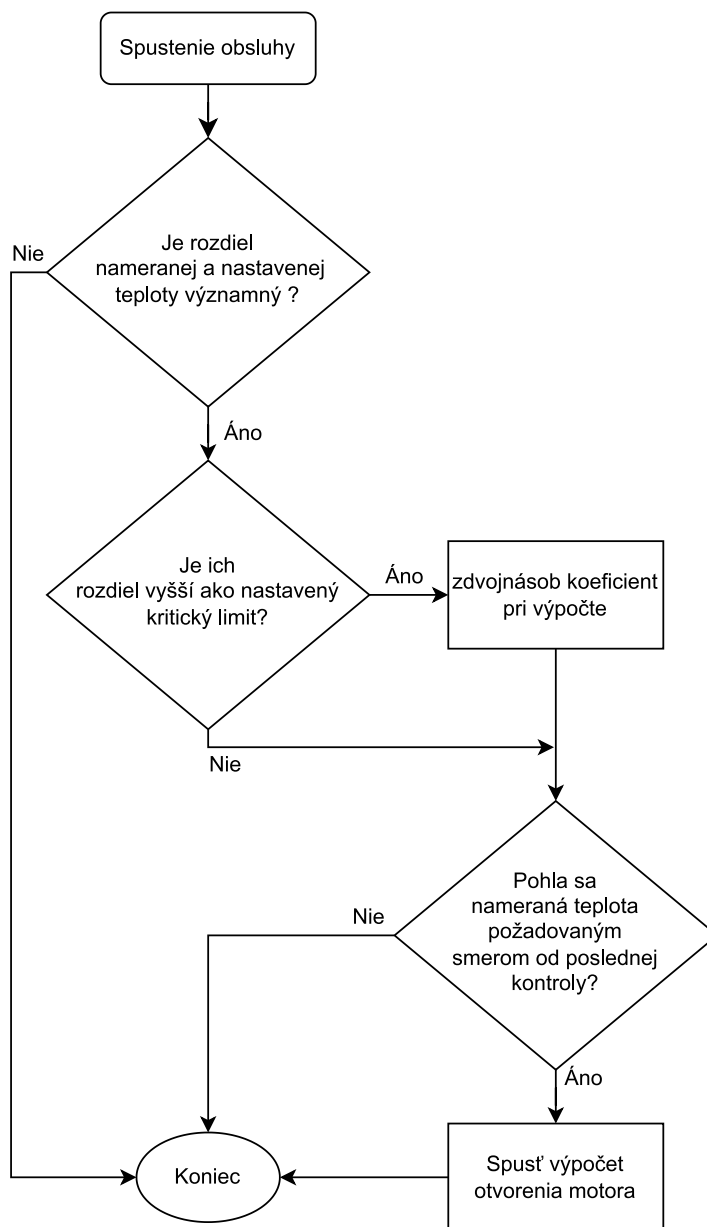 Spustenie obsluhy
Nie
Je rozdiel
nameranej a nastavenej
teploty významný ?
Áno
Je ich
rozdiel vyšší ako nastavený
kritický limit?
Áno
zdvojnásob koeficient
pri výpočte
Nie
Pohla sa
nameraná teplota
požadovaným
smerom od poslednej
kontroly?
Nie
Áno
Spusť výpočet
otvorenia motora
Koniec